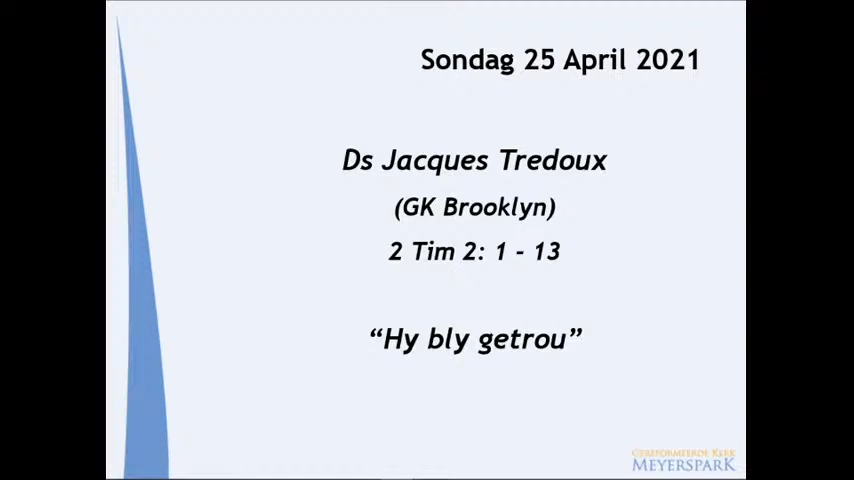 Sondag 25 April 2021
Ds Jacques Tredoux
(GK Brooklyn)
2 Tim 2: 1 - 13
“Hy bly getrou”
GEREFORMEERDE KERK
MEYERSPARK